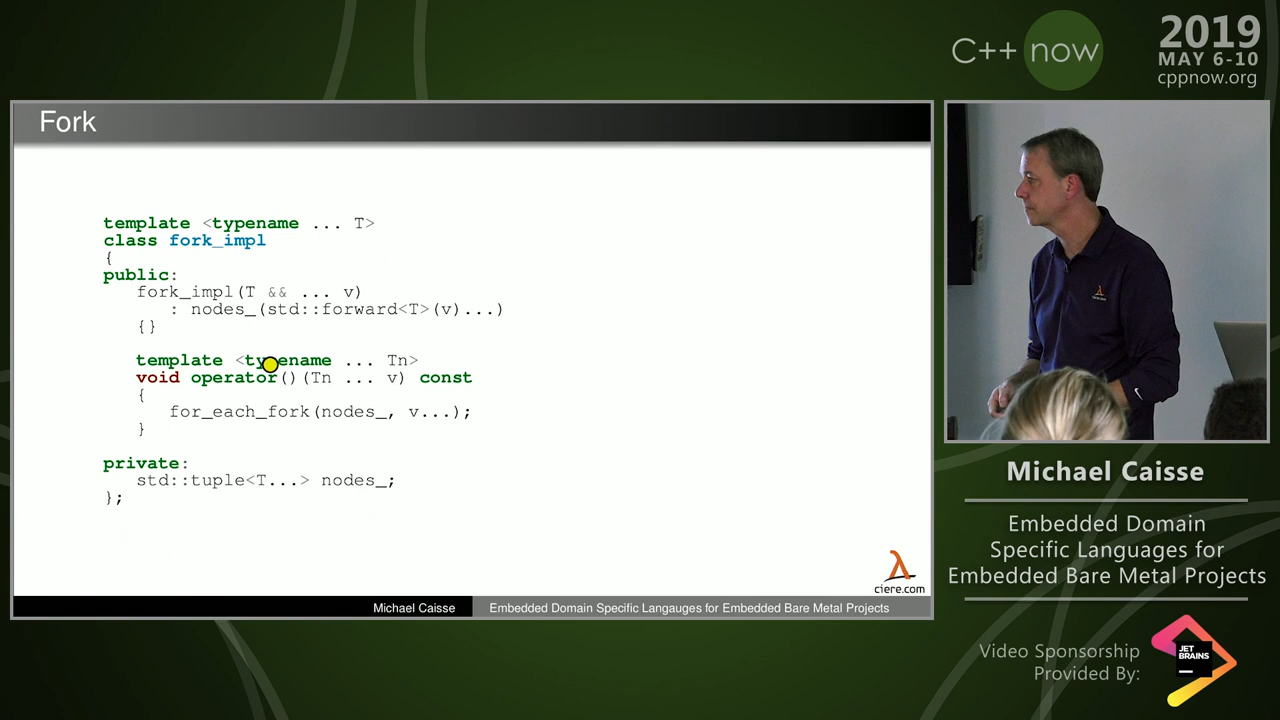 C++ now
2019
MAY 6-10
cppnow.org
Fork
template <typename ... T>
class fork_impl
{
public:
fork_impl(T && ... v)
: nodes_(std::forward<T>(v)...)
{}
template <typename ... Tn>
void operator()(Tn ... v) const
{
for_each_fork(nodes_, v...);
}
private:
std::tuple<T...> nodes_;
};
λ
ciere.com
Michael Caisse
Embedded Domain Specific Langauges for Embedded Bare Metal Projects
Michael Caisse
Embedded Domain
Specific Languages for
Embedded Bare Metal Projects
Video Sponsorship
Provided By:
JET
BRAINS